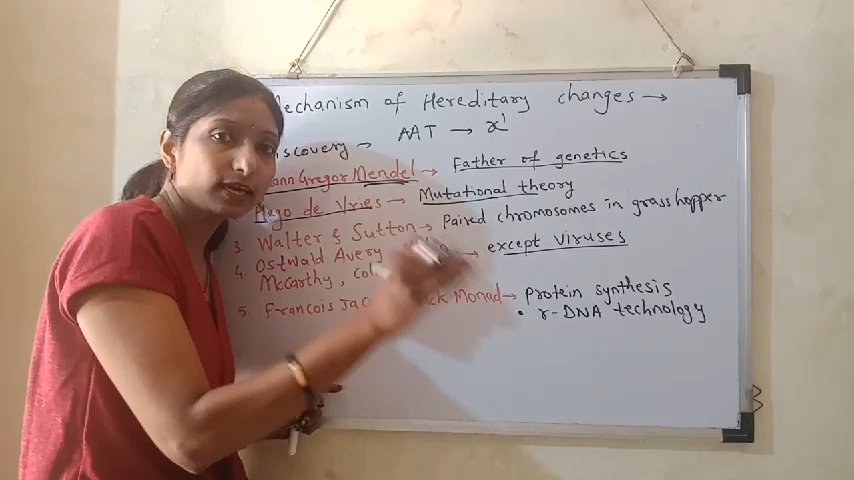 Mechanism of Hereditary changes →
Discovery → AAT → x'
Gregor Mendel → Father of genetics
Hugo de Vries → Mutational theory
3. Walter & Sutton → Paired chromosomes in grasshopper
4. Ostwald Avery → except viruses
McCarthy,
5. Francois Monad → Protein synthesis
• r-DNA technology